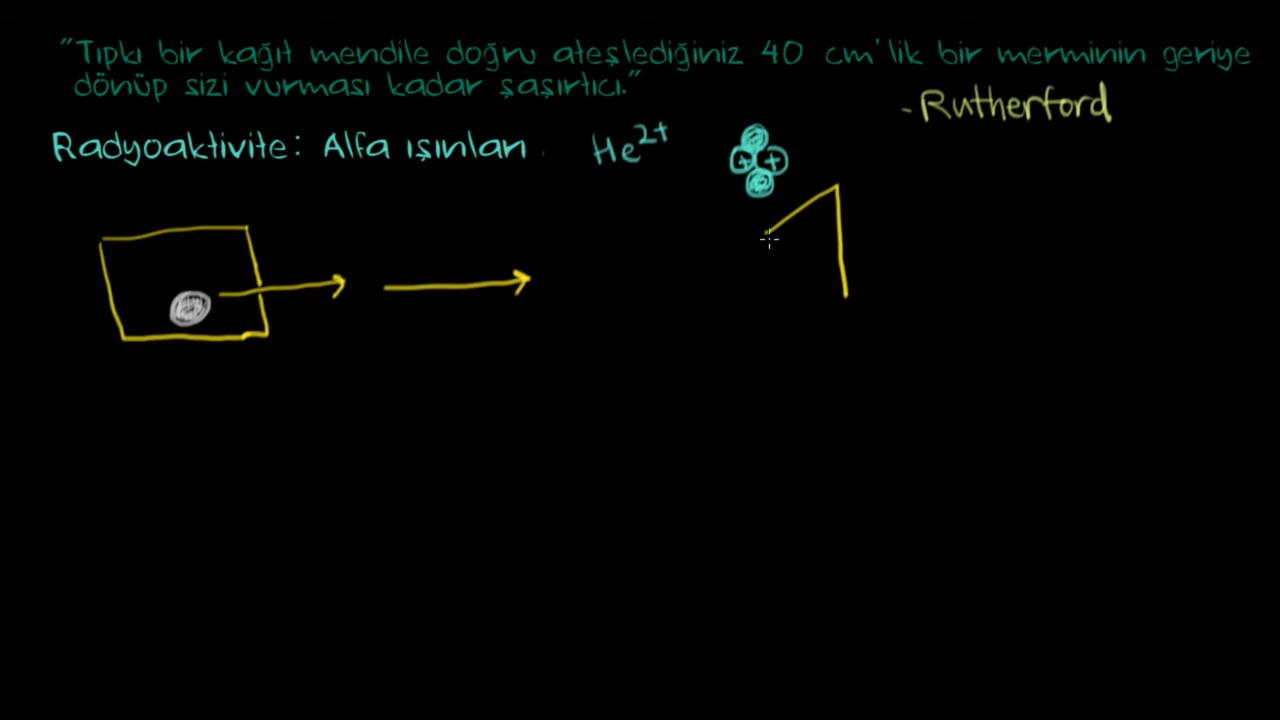 "Tıpkı bir kağıt mendile doğru ateşlediğiniz 40 cm'lik bir merminin geriye
dönüp sizi vurması kadar şaşırtıcı."
- Rutherford
Radyoaktivite: Alfa ışınları He²⁺
+ +